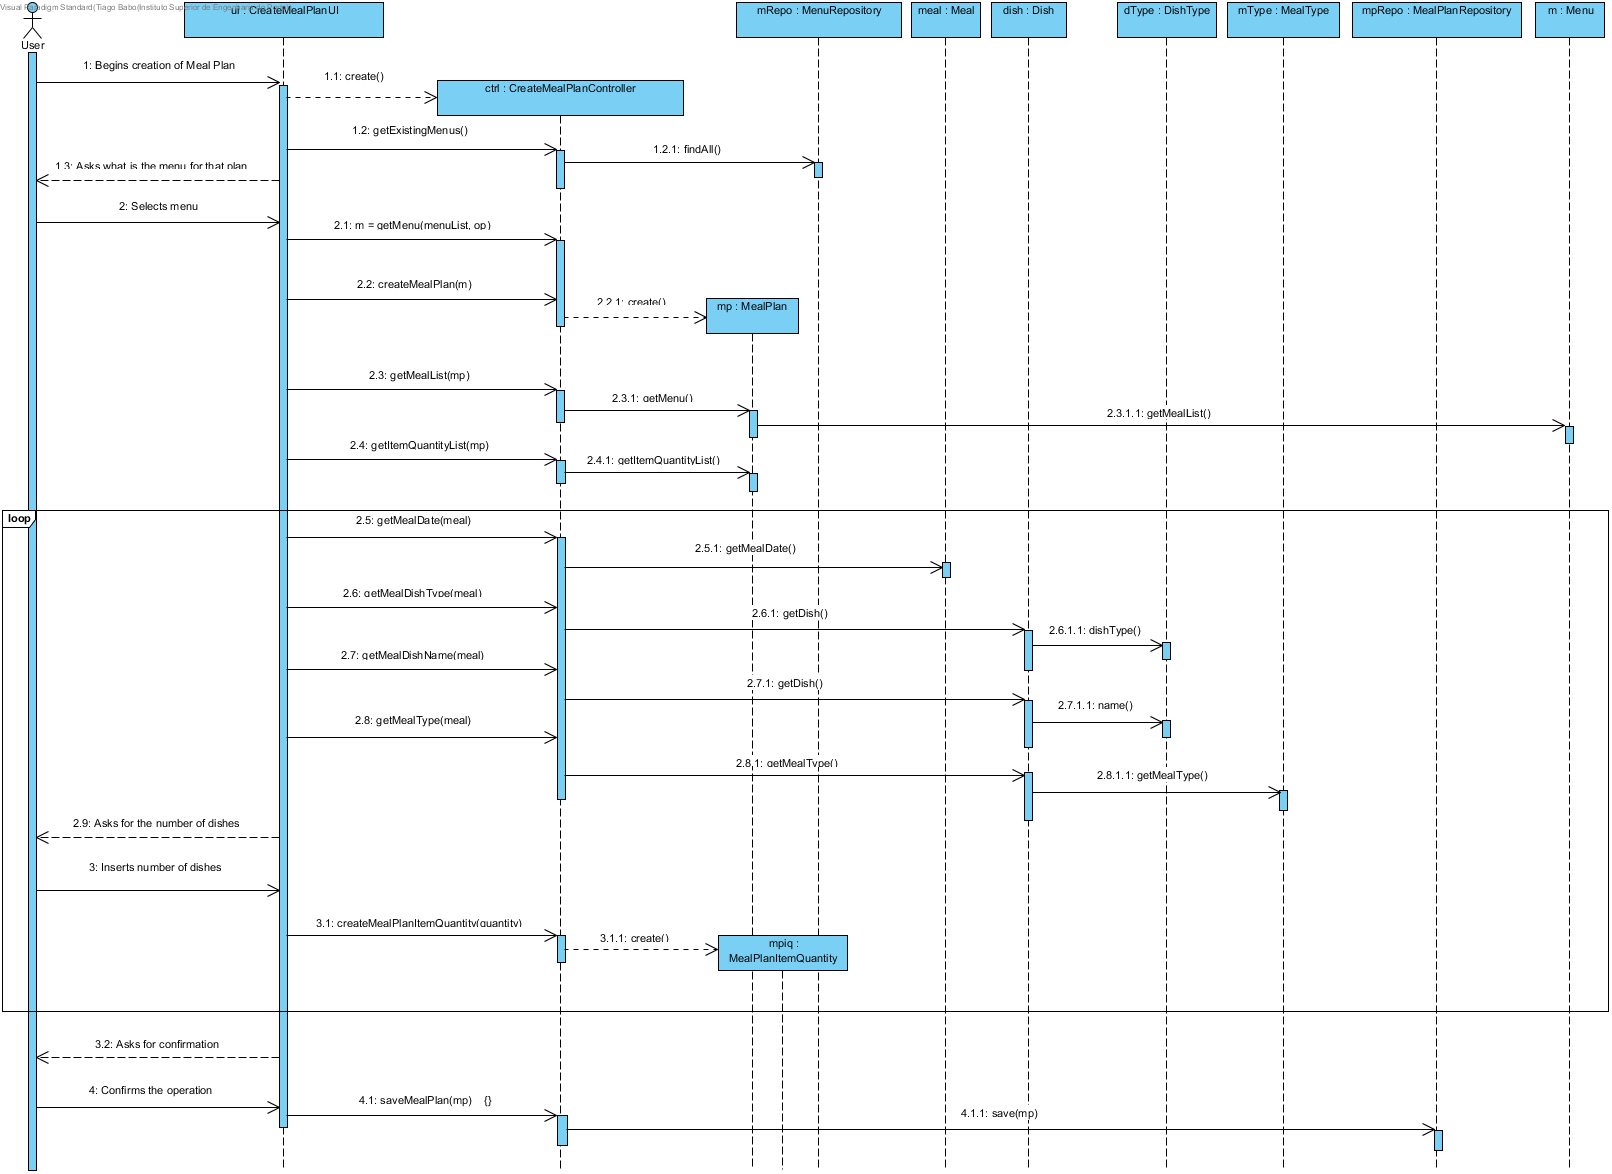 Visual Paradigm Standard(Tiago Babo(Instituto Superior de Engenharia do
ui : CreateMealPlanUI
mRepo : MenuRepository
meal : Meal
dish : Dish
dType : DishType
mType : MealType
mpRepo : MealPlanRepository
m : Menu
User
1: Begins creation of Meal Plan
1.1: create()
ctrl : CreateMealPlanController
1.2: getExistingMenus()
1.2.1: findAll()
1.3: Asks what is the menu for that plan
2: Selects menu
2.1: m = getMenu(menuList, op)
2.2: createMealPlan(m)
2.2.1: create()
mp : MealPlan
2.3: getMealList(mp)
2.3.1: getMenu()
2.3.1.1: getMealList()
2.4: getItemQuantityList(mp)
2.4.1: getItemQuantityList()
loop
2.5: getMealDate(meal)
2.5.1: getMealDate()
2.6: getMealDishType(meal)
2.6.1: getDish()
2.6.1.1: dishType()
2.7: getMealDishName(meal)
2.7.1: getDish()
2.7.1.1: name()
2.8: getMealType(meal)
2.8.1: getMealType()
2.8.1.1: getMealType()
2.9: Asks for the number of dishes
3: Inserts number of dishes
3.1: createMealPlanItemQuantity(quantity)
3.1.1: create()
mpiq :
MealPlanItemQuantity
3.2: Asks for confirmation
4: Confirms the operation
4.1: saveMealPlan(mp) {}
4.1.1: save(mp)